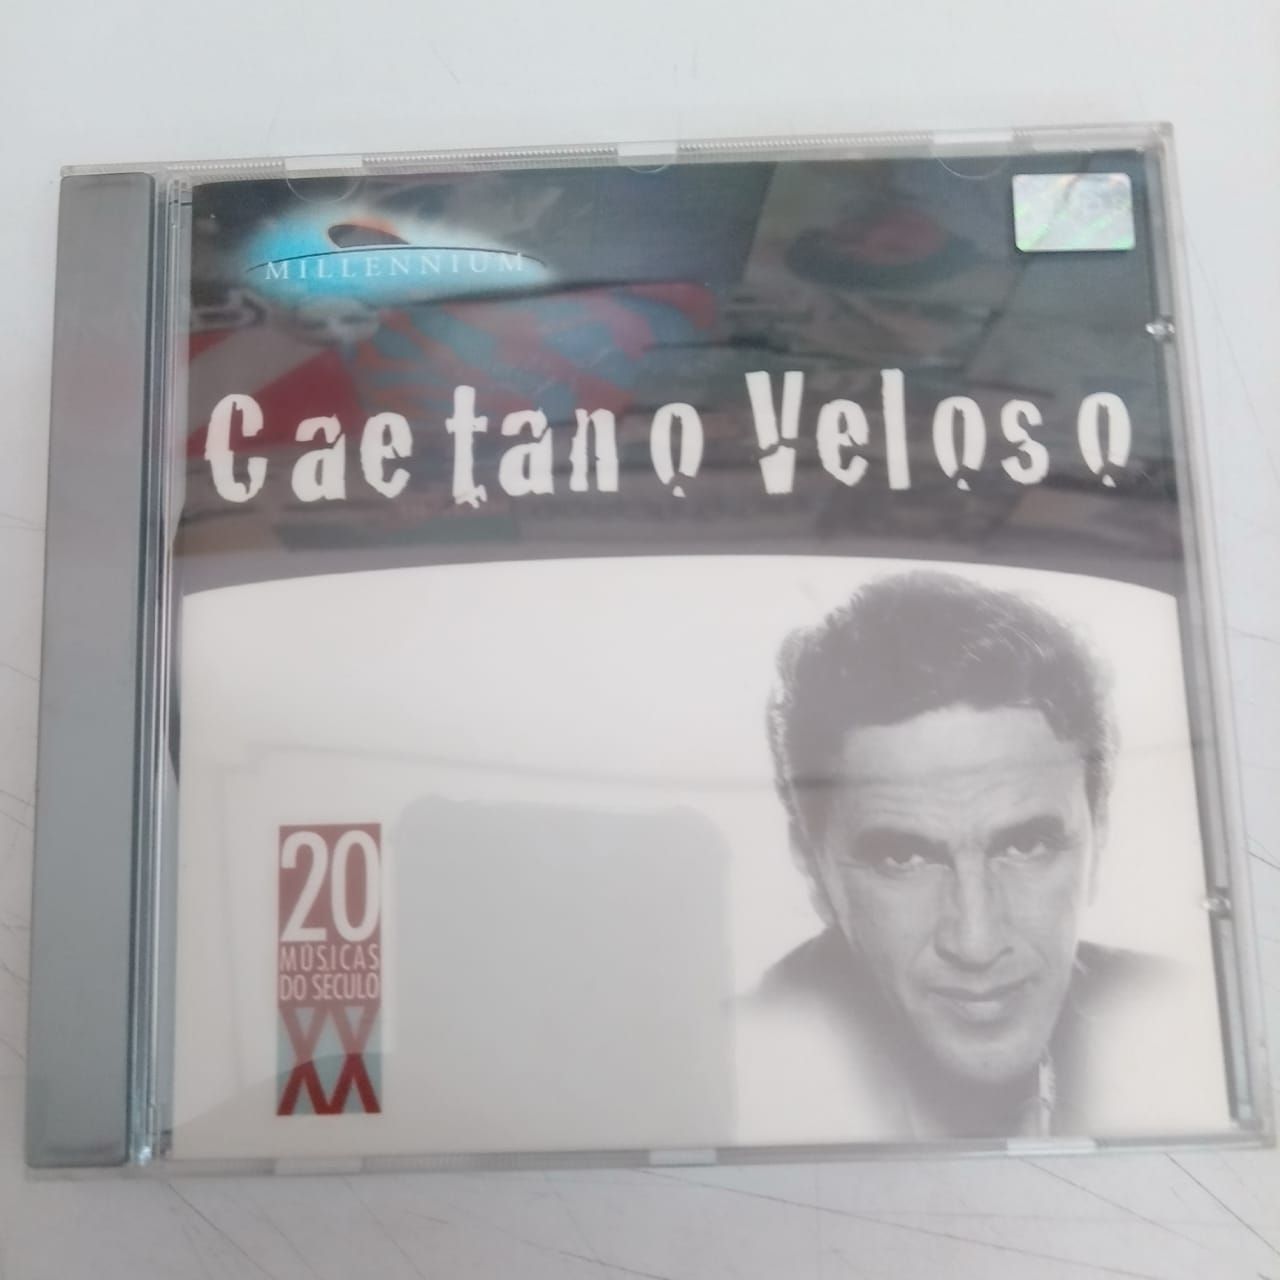 MILLENNIUM
Caetano Veloso
20
MÚSICAS
DO SÉCULO
XX